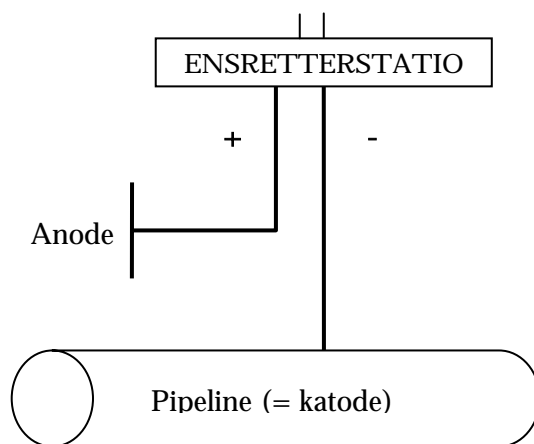 ENSRETTERSTATIO
+ -
Anode
Pipeline (= katode)